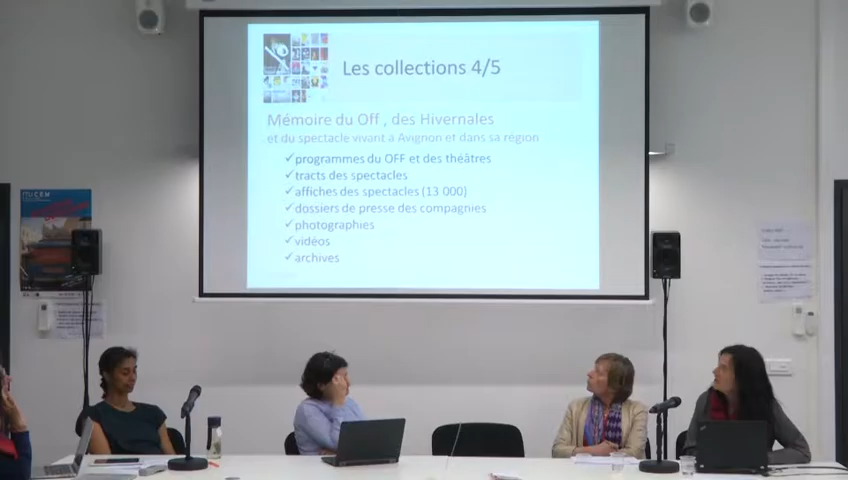 Les collections 4/5
Mémoire du Off , des Hivernales
et du spectacle vivant à Avignon et dans sa région
✓programmes du OFF et des théâtres
✓tracts des spectacles
✓affiches des spectacles (13 000)
✓dossiers de presse des compagnies
✓photographies
✓vidéos
✓archives